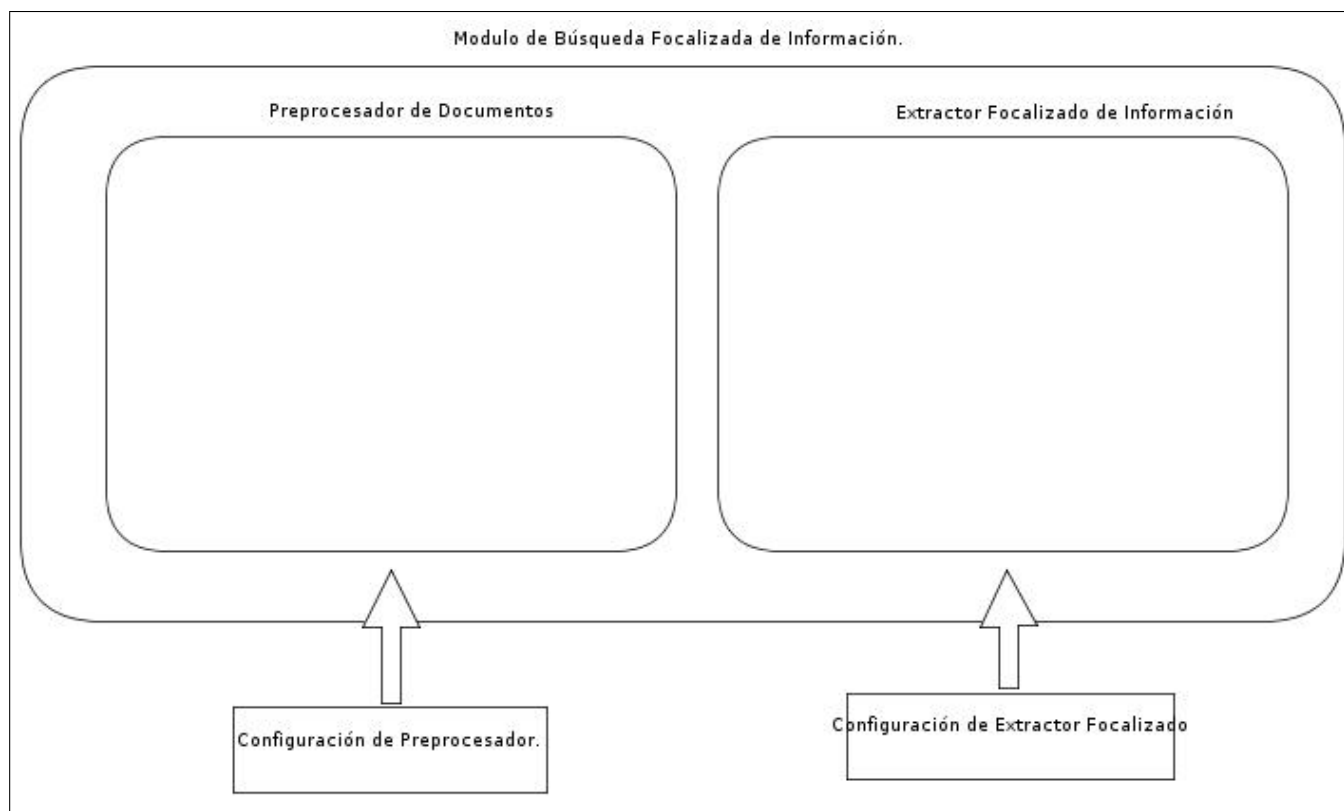 Modulo de Búsqueda Focalizada de Información.
Preprocesador de Documentos
Extractor Focalizado de Información
Configuración de Preprocesador.
Configuración de Extractor Focalizado